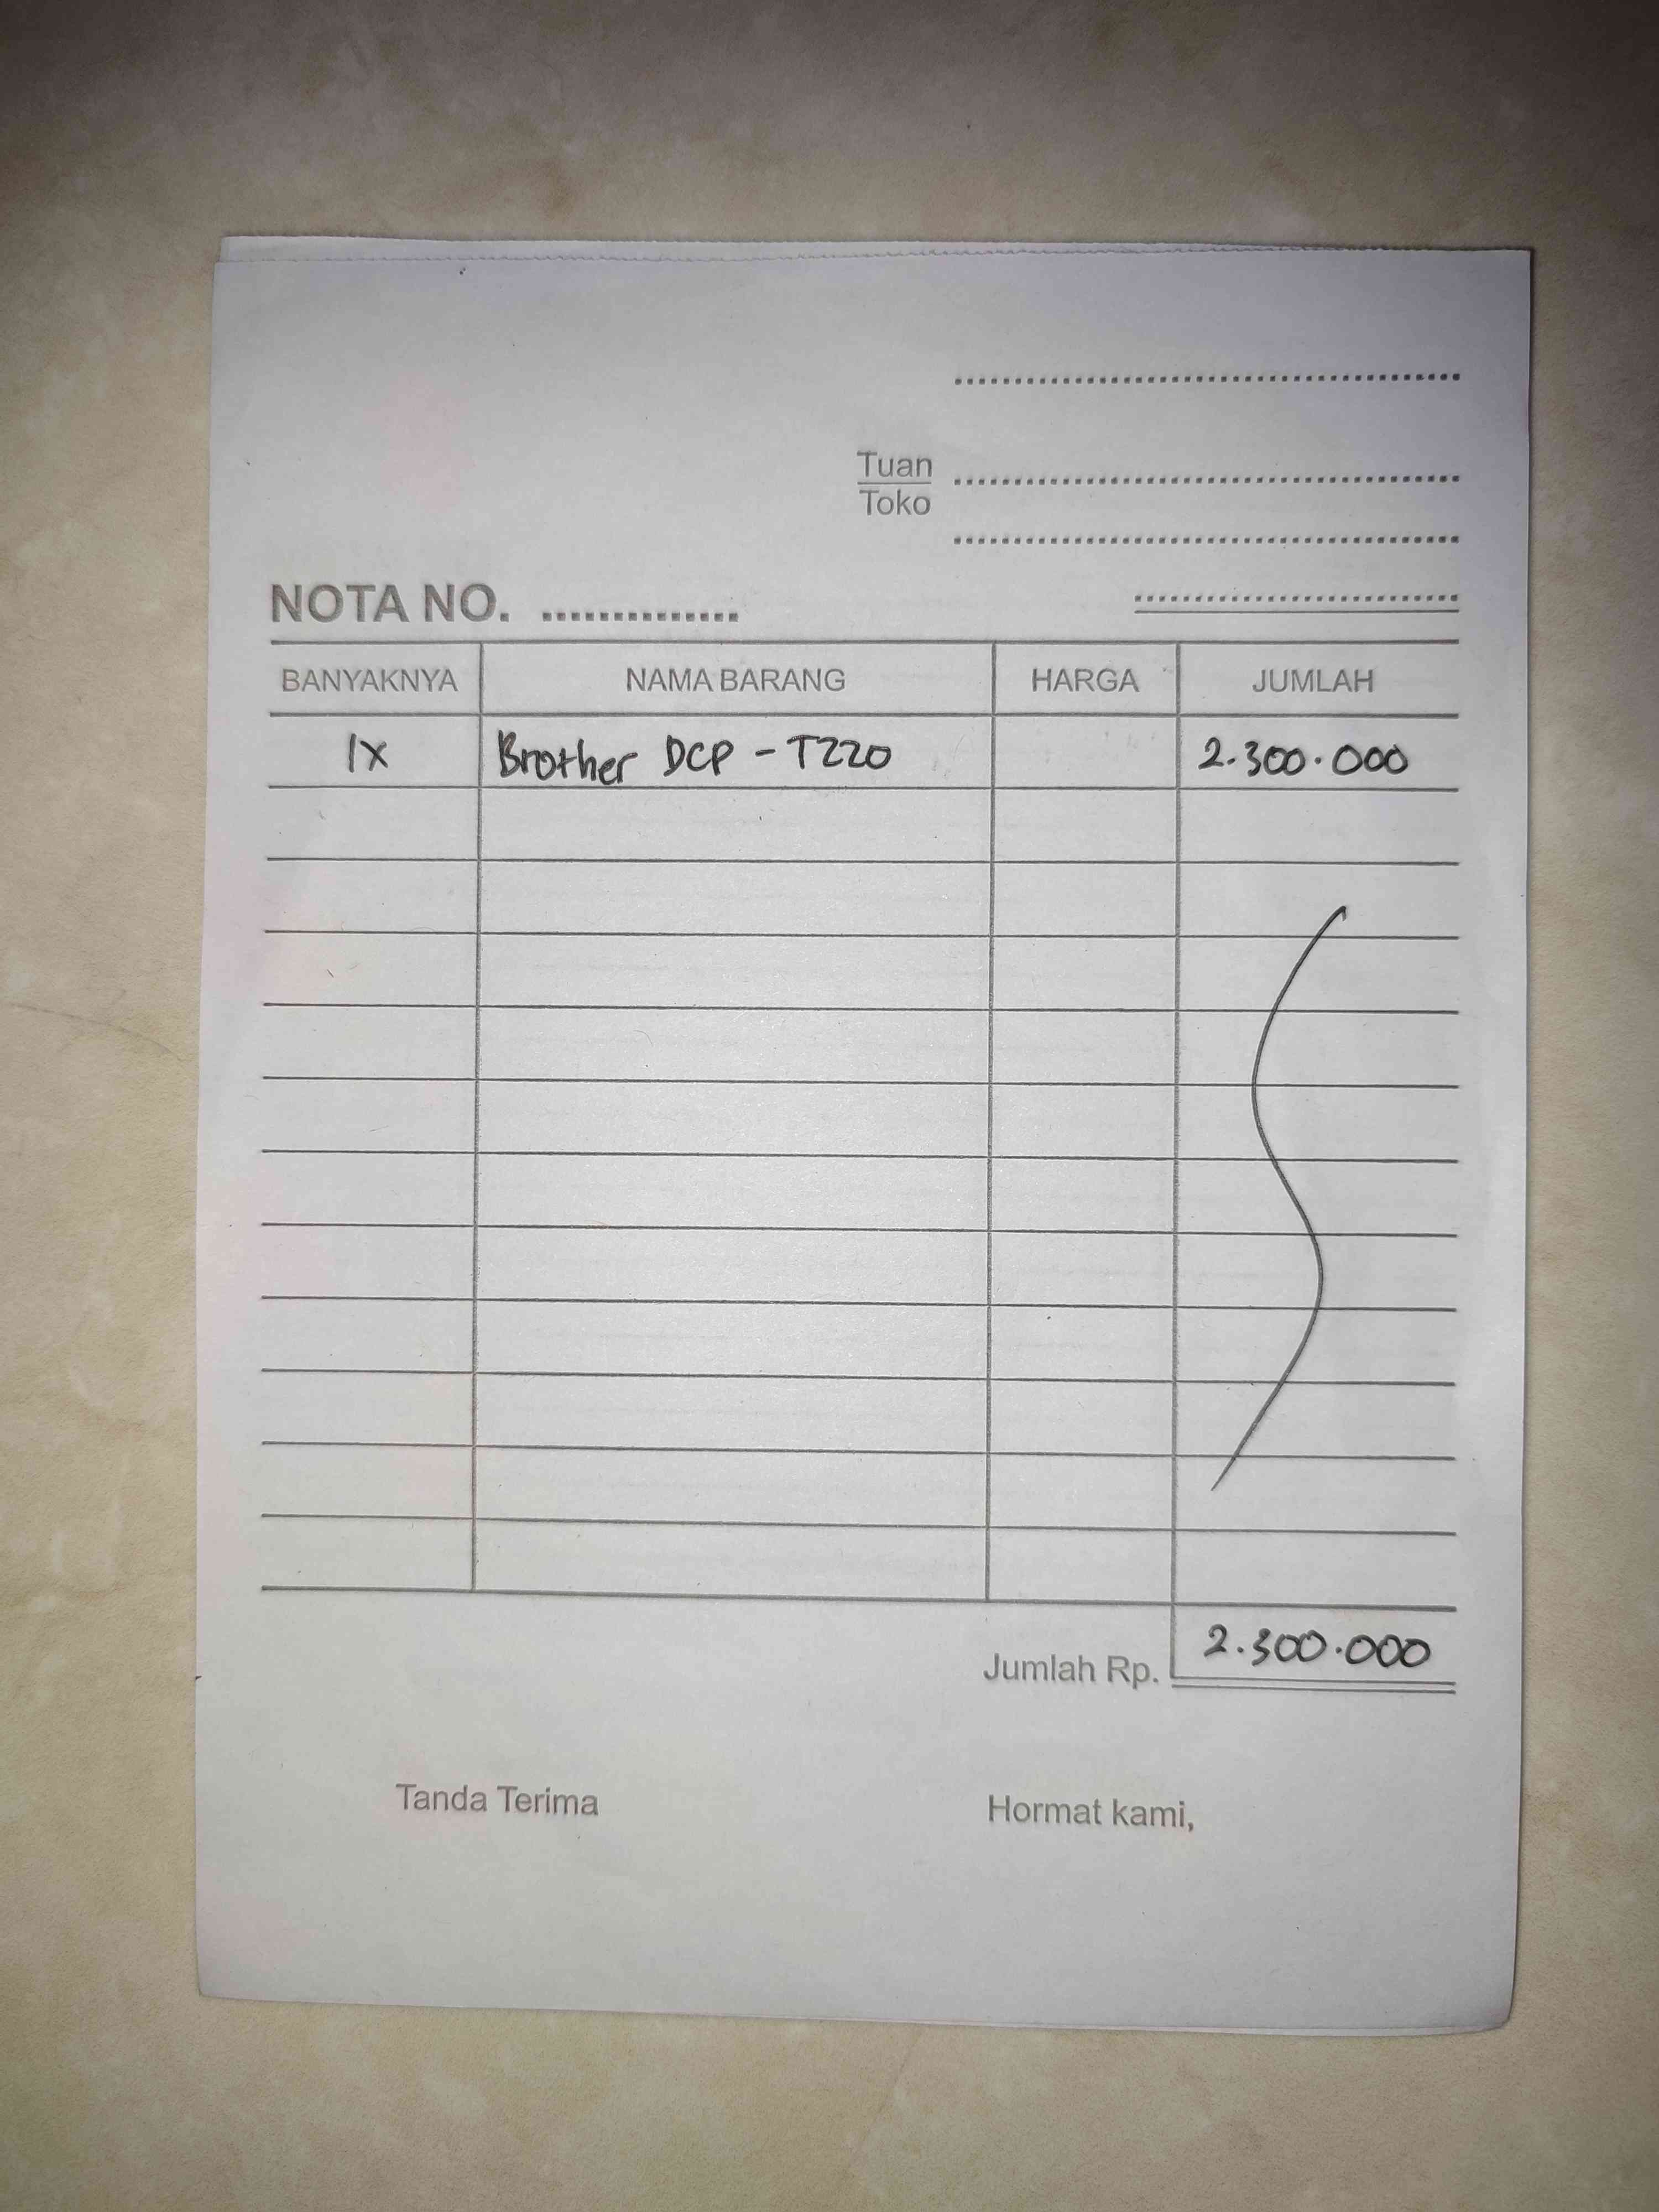 Tuan
Toko
NOTA NO. ..............
BANYAKNYA NAMA BARANG HARGA JUMLAH
1X Brother DCP - T220 2.300.000
Jumlah Rp. 2.300.000
Tanda Terima Hormat kami,